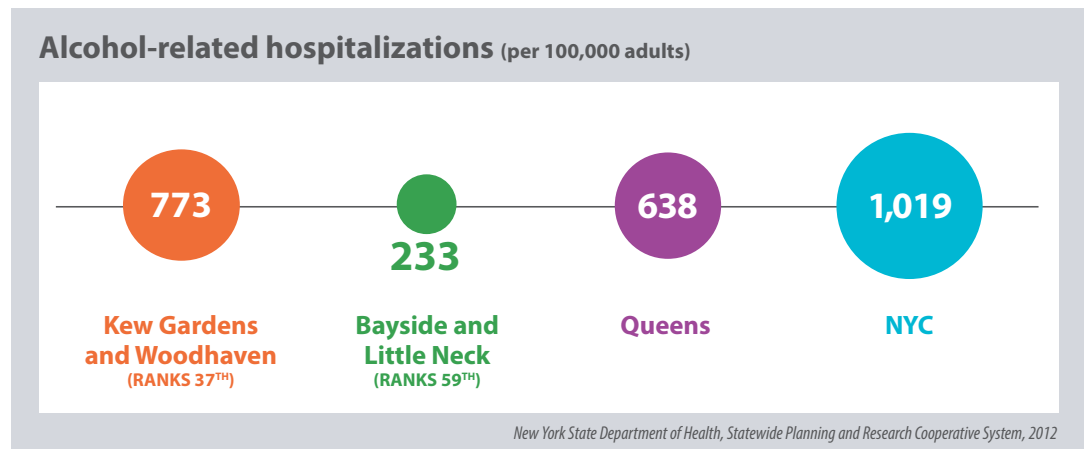 Alcohol-related hospitalizations (per 100,000 adults)
773
233
638
1,019
Kew Gardens
and Woodhaven
(RANKS 37TH)
Bayside and
Little Neck
(RANKS 59TH)
Queens
NYC
New York State Department of Health, Statewide Planning and Research Cooperative System, 2012